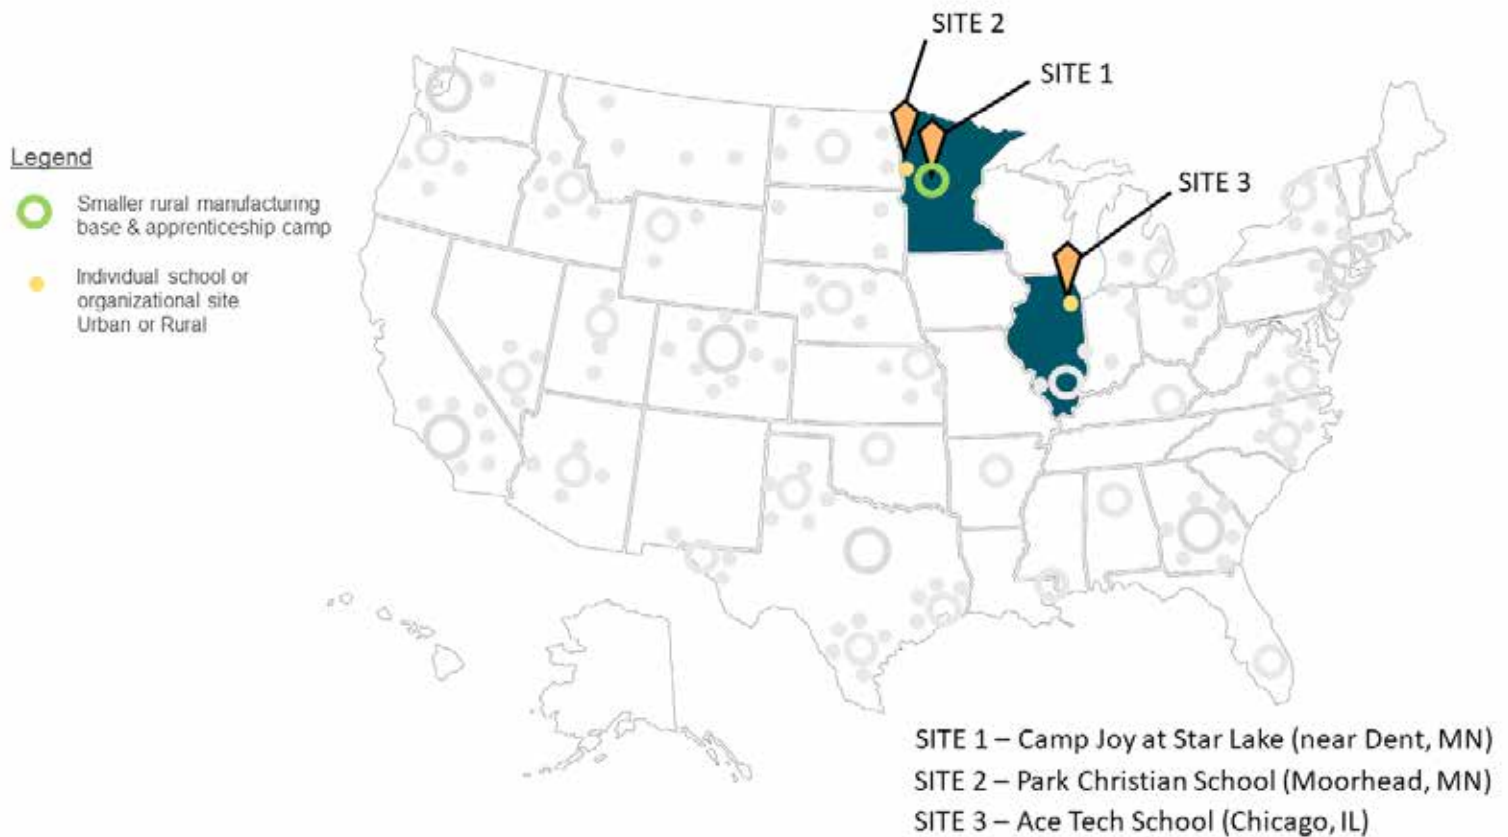 SITE 2
SITE 1
Legend
Smaller rural manufacturing
base & apprenticeship camp
SITE 3
Individual school or
organizational site
Urban or Rural
SITE 1 – Camp Joy at Star Lake (near Dent, MN)
SITE 2 – Park Christian School (Moorhead, MN)
SITE 3 – Ace Tech School (Chicago, IL)